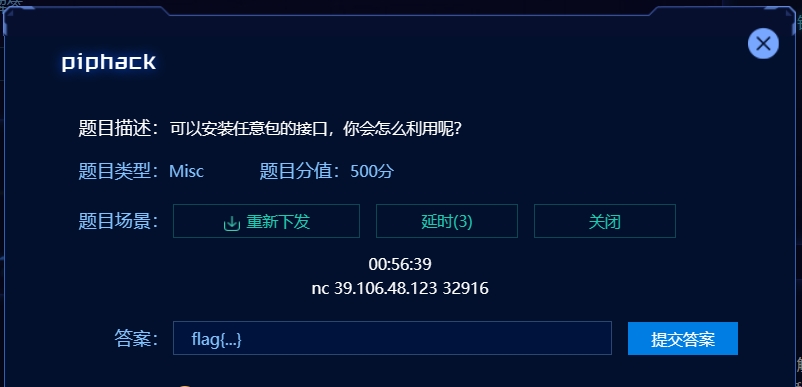 piphack
题目描述：可以安装任意包的接口，你会怎么利用呢？
题目类型：Misc 题目分值：500分
题目场景： 重新下发 延时(3) 关闭
00:56:39
nc 39.106.48.123 32916
答案： flag{...} 提交答案